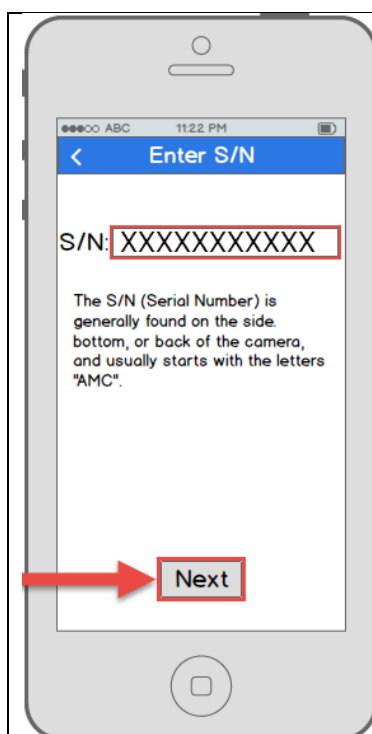 ABC 11:22 PM
< Enter S/N
S/N: XXXXXXXXXXX
The S/N (Serial Number) is
generally found on the side.
bottom, or back of the camera,
and usually starts with the letters
"AMC".
Next